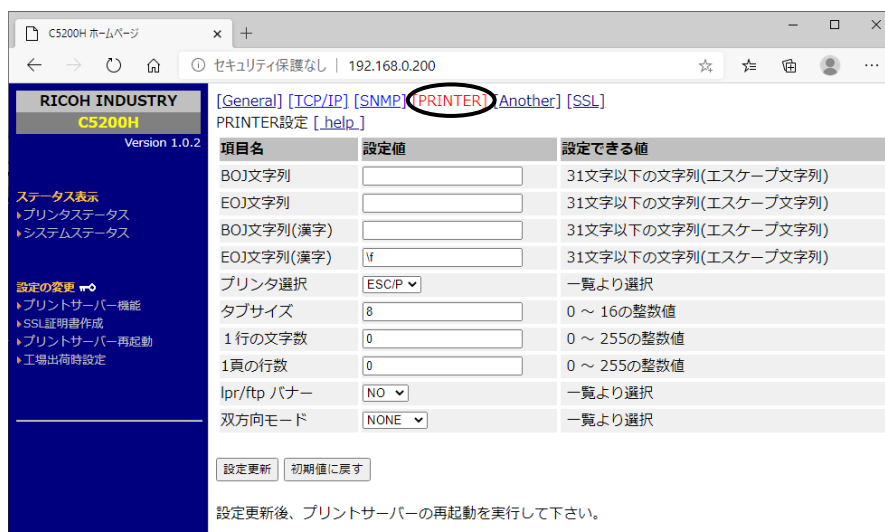 C5200H ホームページ
セキュリティ保護なし | 192.168.0.200
RICOH INDUSTRY
C5200H
Version 1.0.2
ステータス表示
プリンタステータス
システムステータス
設定の変更
プリントサーバー機能
SSL証明書作成
プリントサーバー再起動
工場出荷時設定
[General] [TCP/IP] [SNMP] [PRINTER] [Another] [SSL]
PRINTER設定 [ help ]
項目名 設定値 設定できる値
BOJ文字列 31文字以下の文字列(エスケープ文字列)
EOJ文字列 31文字以下の文字列(エスケープ文字列)
BOJ文字列(漢字) 31文字以下の文字列(エスケープ文字列)
EOJ文字列(漢字) \f 31文字以下の文字列(エスケープ文字列)
プリンタ選択 ESC/P 一覧より選択
タブサイズ 8 0 ～ 16の整数値
1行の文字数 0 0 ～ 255の整数値
1頁の行数 0 0 ～ 255の整数値
lpr/ftp バナー NO 一覧より選択
双方向モード NONE 一覧より選択
設定更新 初期値に戻す
設定更新後、プリントサーバーの再起動を実行して下さい。